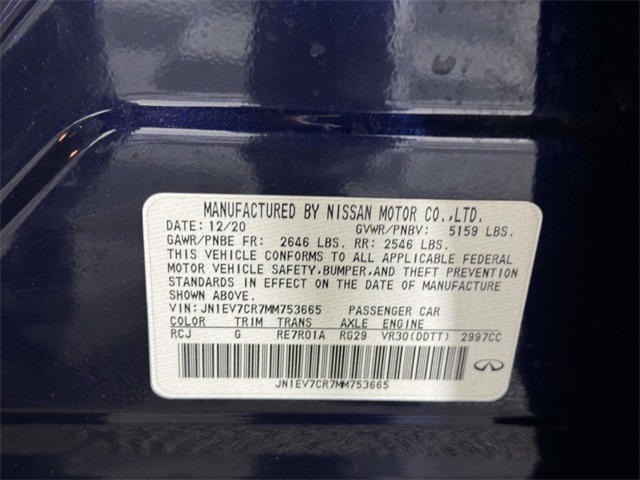 MANUFACTURED BY NISSAN MOTOR CO.,LTD.
DATE: 12/20 GVWR/PNBV: 5159 LBS.
GAWR/PNBE FR: 2646 LBS. RR: 2546 LBS.
THIS VEHICLE CONFORMS TO ALL APPLICABLE FEDERAL
MOTOR VEHICLE SAFETY,BUMPER,AND THEFT PREVENTION
STANDARDS IN EFFECT ON THE DATE OF MANUFACTURE
SHOWN ABOVE.
VIN: JN1EV7CR7MM753665 PASSENGER CAR
COLOR TRIM TRANS AXLE ENGINE
RCJ G RE7R01A RG29 VR30(DDTT) 2997CC
JN1EV7CR7MM753665